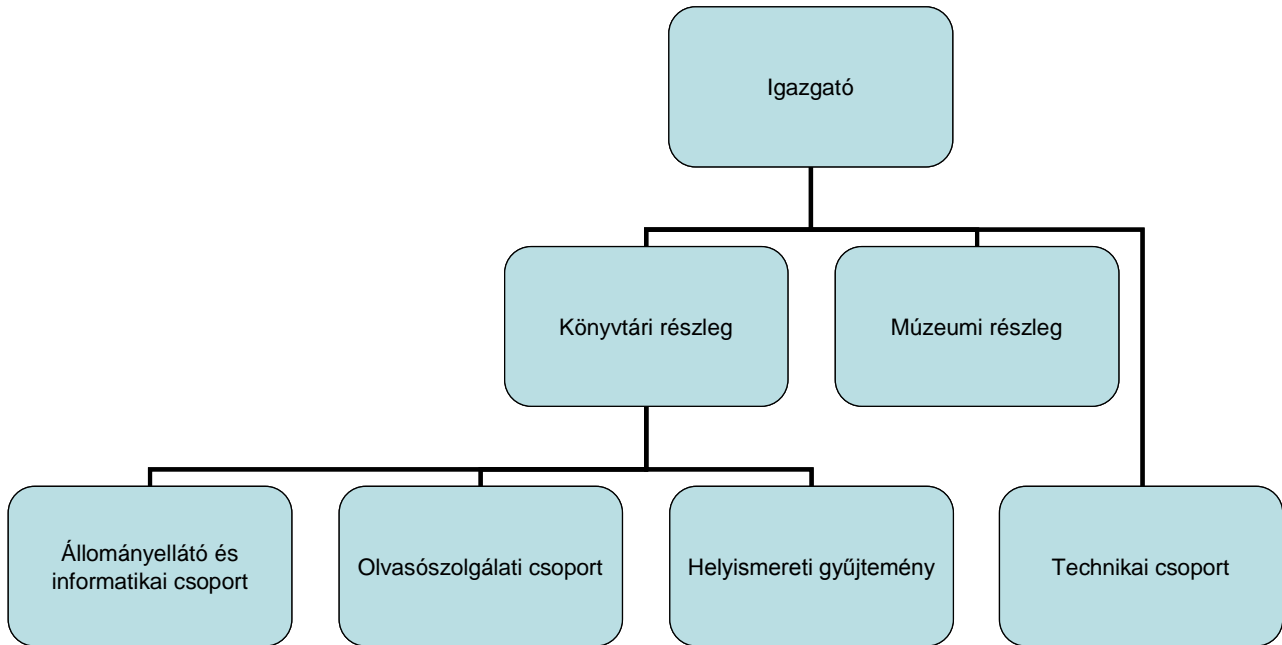 Igazgató
Könyvtári részleg
Múzeumi részleg
Állományellátó és
informatikai csoport
Olvasószolgálati csoport
Helyismereti gyűjtemény
Technikai csoport